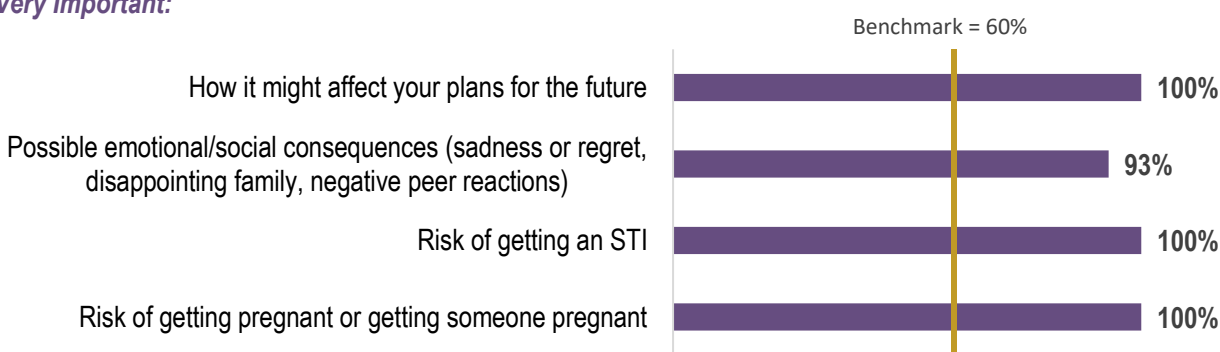 very important:
Benchmark = 60%
How it might affect your plans for the future
100%
Possible emotional/social consequences (sadness or regret,
disappointing family, negative peer reactions)
93%
Risk of getting an STI
100%
Risk of getting pregnant or getting someone pregnant
100%